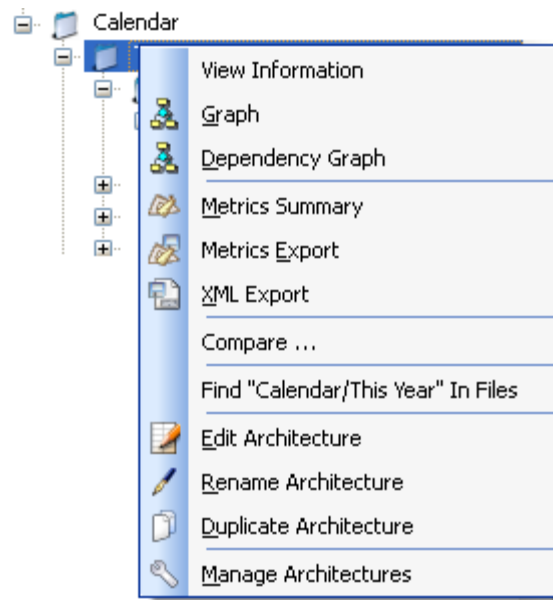 Calendar
View Information
Graph
Dependency Graph
Metrics Summary
Metrics Export
XML Export
Compare ...
Find "Calendar/This Year" In Files
Edit Architecture
Rename Architecture
Duplicate Architecture
Manage Architectures